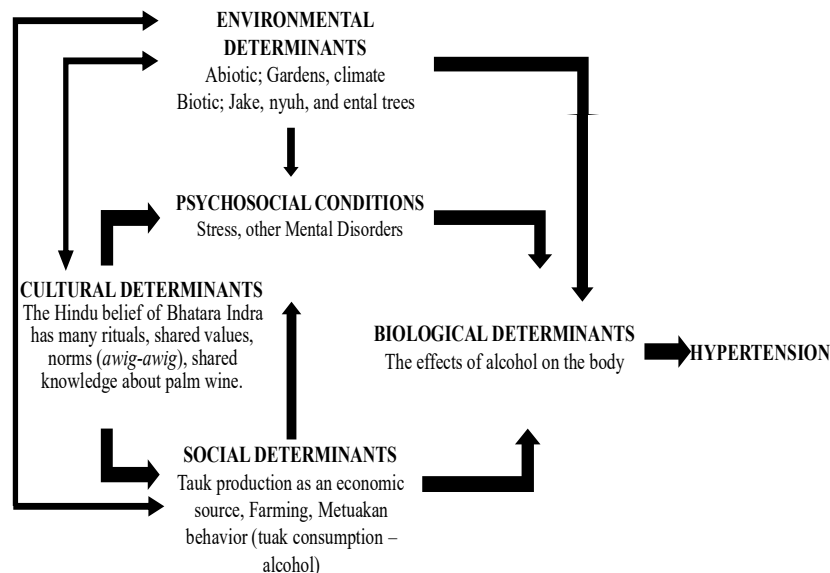 ENVIRONMENTAL
DETERMINANTS
Abiotic; Gardens, climate
Biotic; Jake, nyuh, and ental trees
PSYCHOSOCIAL CONDITIONS
Stress, other Mental Disorders
CULTURAL DETERMINANTS
The Hindu belief of Bhatara Indra
has many rituals, shared values,
norms (awig-awig), shared
knowledge about palm wine.
BIOLOGICAL DETERMINANTS
The effects of alcohol on the body
HYPERTENSION
SOCIAL DETERMINANTS
Tauk production as an economic
source, Farming, Metuakan
behavior (tuak consumption –
alcohol)